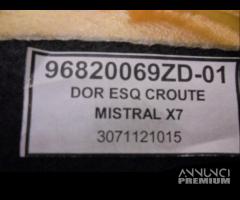 96820069ZD-01
DOR ESQ CROUTE
MISTRAL X7
3071121015
ANNUNCI
PREMIUM